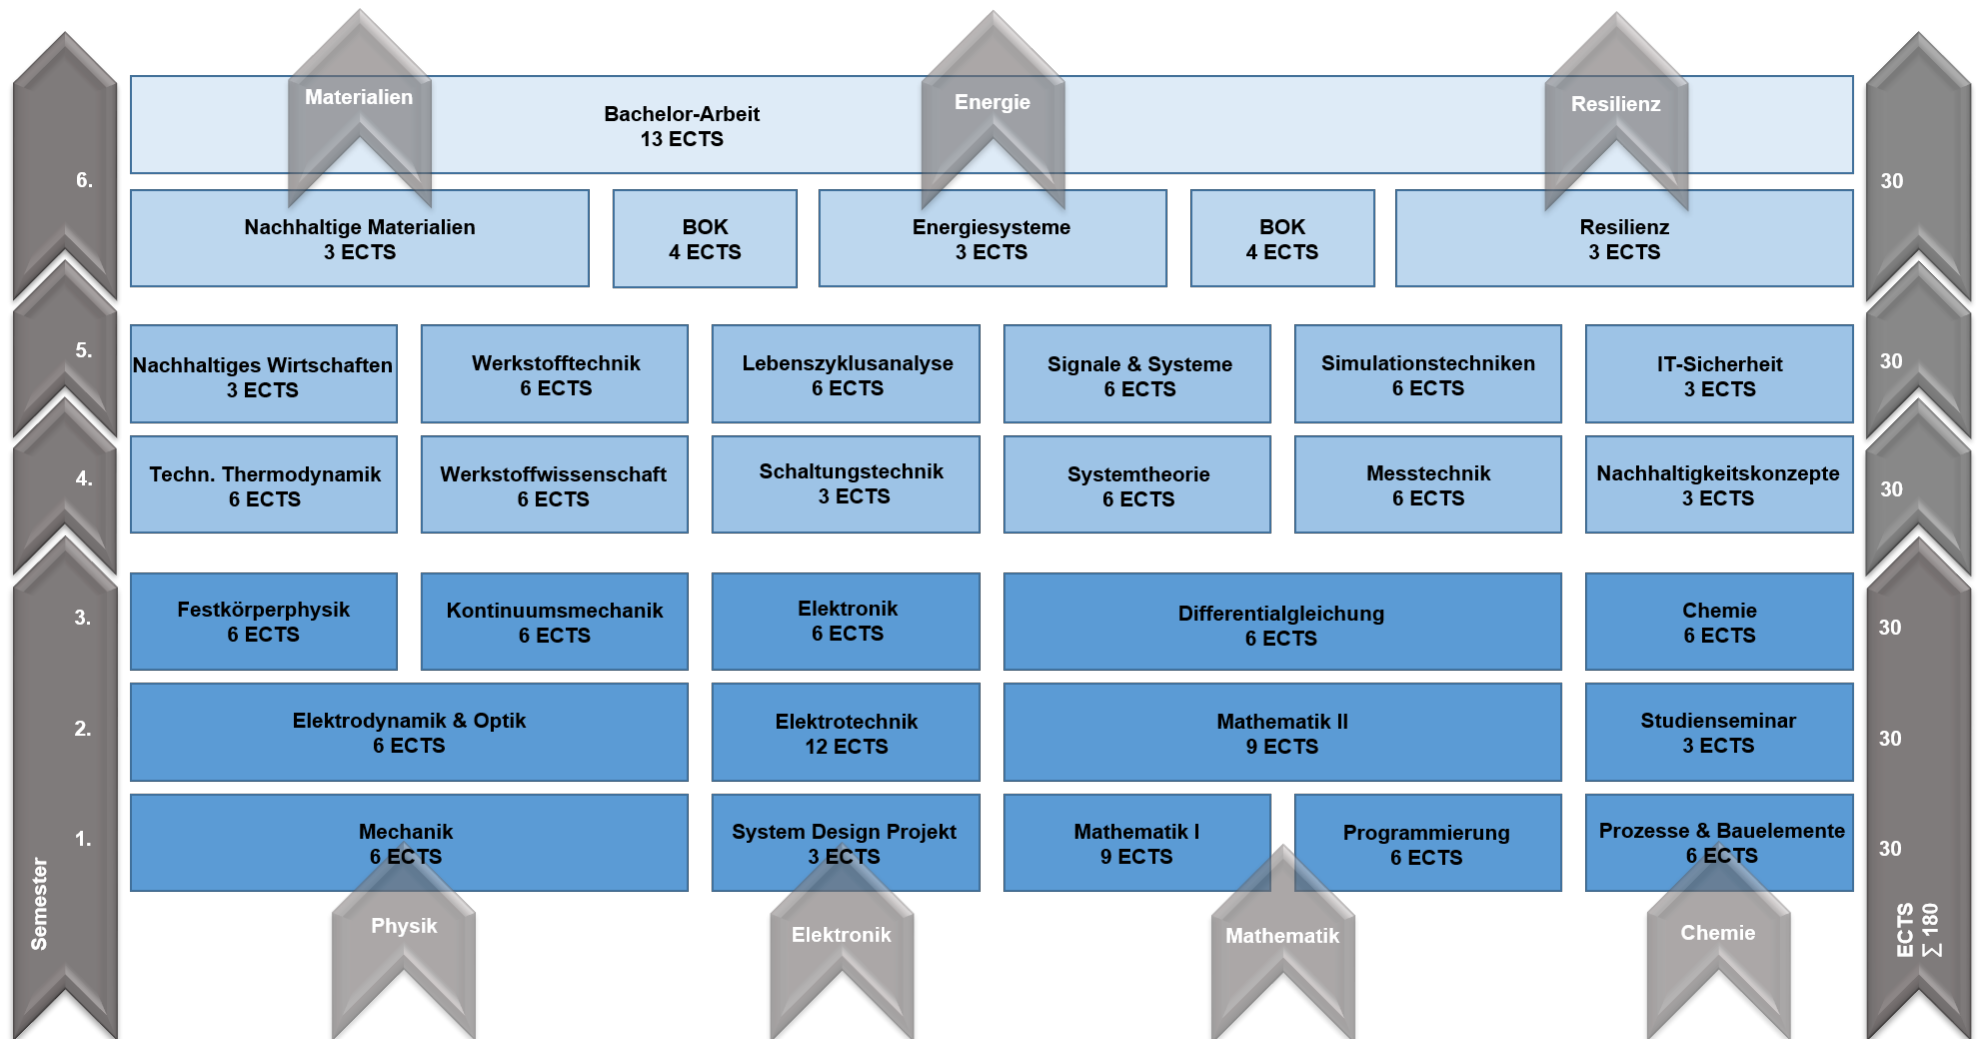 Materialien
Energie
Resilienz
Bachelor-Arbeit
13 ECTS
6.
30
Nachhaltige Materialien
3 ECTS
BOK
4 ECTS
Energiesysteme
3 ECTS
BOK
4 ECTS
Resilienz
3 ECTS
5.
Nachhaltiges Wirtschaften
3 ECTS
Werkstofftechnik
6 ECTS
Lebenszyklusanalyse
6 ECTS
Signale & Systeme
6 ECTS
Simulationstechniken
6 ECTS
IT-Sicherheit
3 ECTS
30
4.
Techn. Thermodynamik
6 ECTS
Werkstoffwissenschaft
6 ECTS
Schaltungstechnik
3 ECTS
Systemtheorie
6 ECTS
Messtechnik
6 ECTS
Nachhaltigkeitskonzepte
3 ECTS
30
3.
Festkörperphysik
6 ECTS
Kontinuumsmechanik
6 ECTS
Elektronik
6 ECTS
Differentialgleichung
6 ECTS
Chemie
6 ECTS
30
2.
Elektrodynamik & Optik
6 ECTS
Elektrotechnik
12 ECTS
Mathematik II
9 ECTS
Studienseminar
3 ECTS
30
1.
Mechanik
6 ECTS
System Design Projekt
3 ECTS
Mathematik I
9 ECTS
Programmierung
6 ECTS
Prozesse & Bauelemente
6 ECTS
30
Semester
Physik
Elektronik
Mathematik
Chemie
ECTS
∑ 180